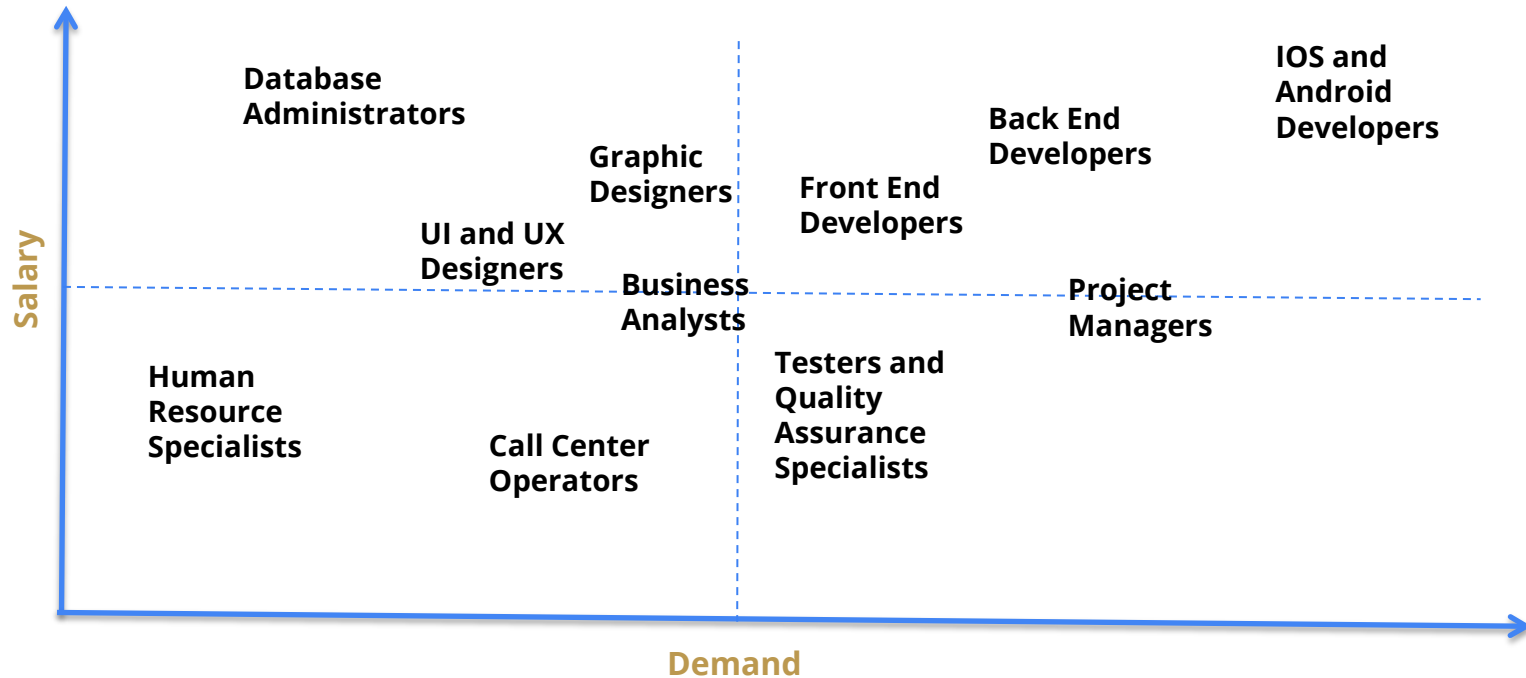 IOS and
Android
Developers
Database
Administrators
Back End
Developers
Graphic
Designers
Front End
Developers
UI and UX
Designers
Salary
Business
Analysts
Project
Managers
Testers and
Quality
Assurance
Specialists
Human
Resource
Specialists
Call Center
Operators
Demand